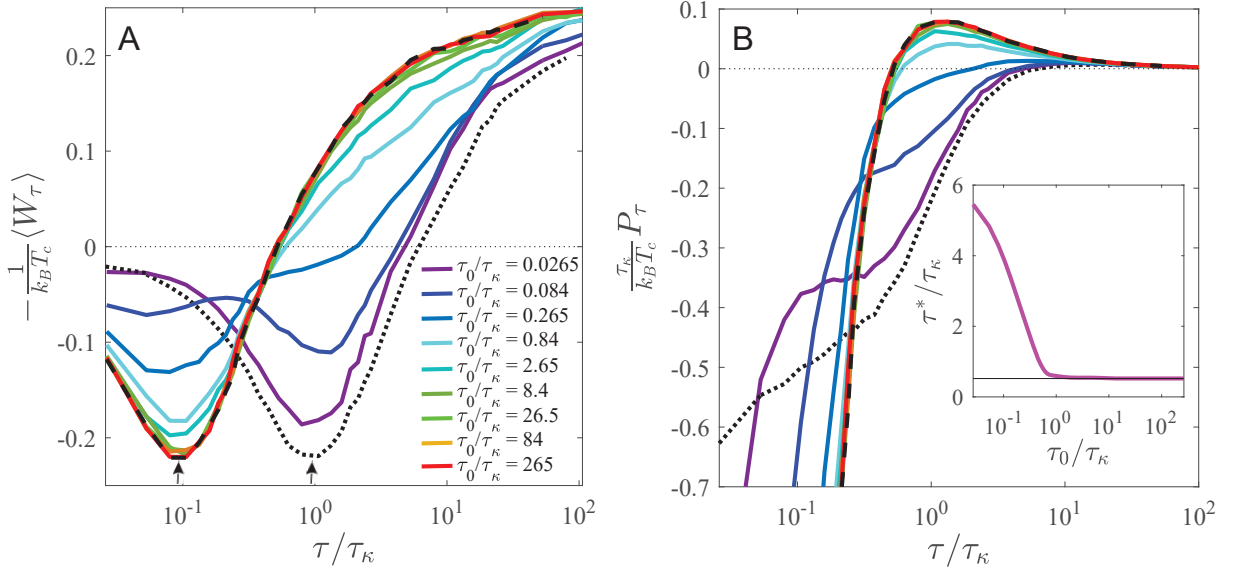 A
0.2
0.1
0
-0.1
-0.2
− 1/(k_B T_c) ⟨W_τ⟩
τ_0/τ_κ = 0.0265
τ_0/τ_κ = 0.084
τ_0/τ_κ = 0.265
τ_0/τ_κ = 0.84
τ_0/τ_κ = 2.65
τ_0/τ_κ = 8.4
τ_0/τ_κ = 26.5
τ_0/τ_κ = 84
τ_0/τ_κ = 265
10^-1 10^0 10^1 10^2
τ/τ_κ
B
0.1
0
-0.1
-0.2
-0.3
-0.4
-0.5
-0.6
-0.7
τ_κ/(k_B T_c) P_τ
6
4
2
0
τ*/τ_κ
10^-1 10^0 10^1 10^2
τ_0/τ_κ
10^-1 10^0 10^1 10^2
τ/τ_κ